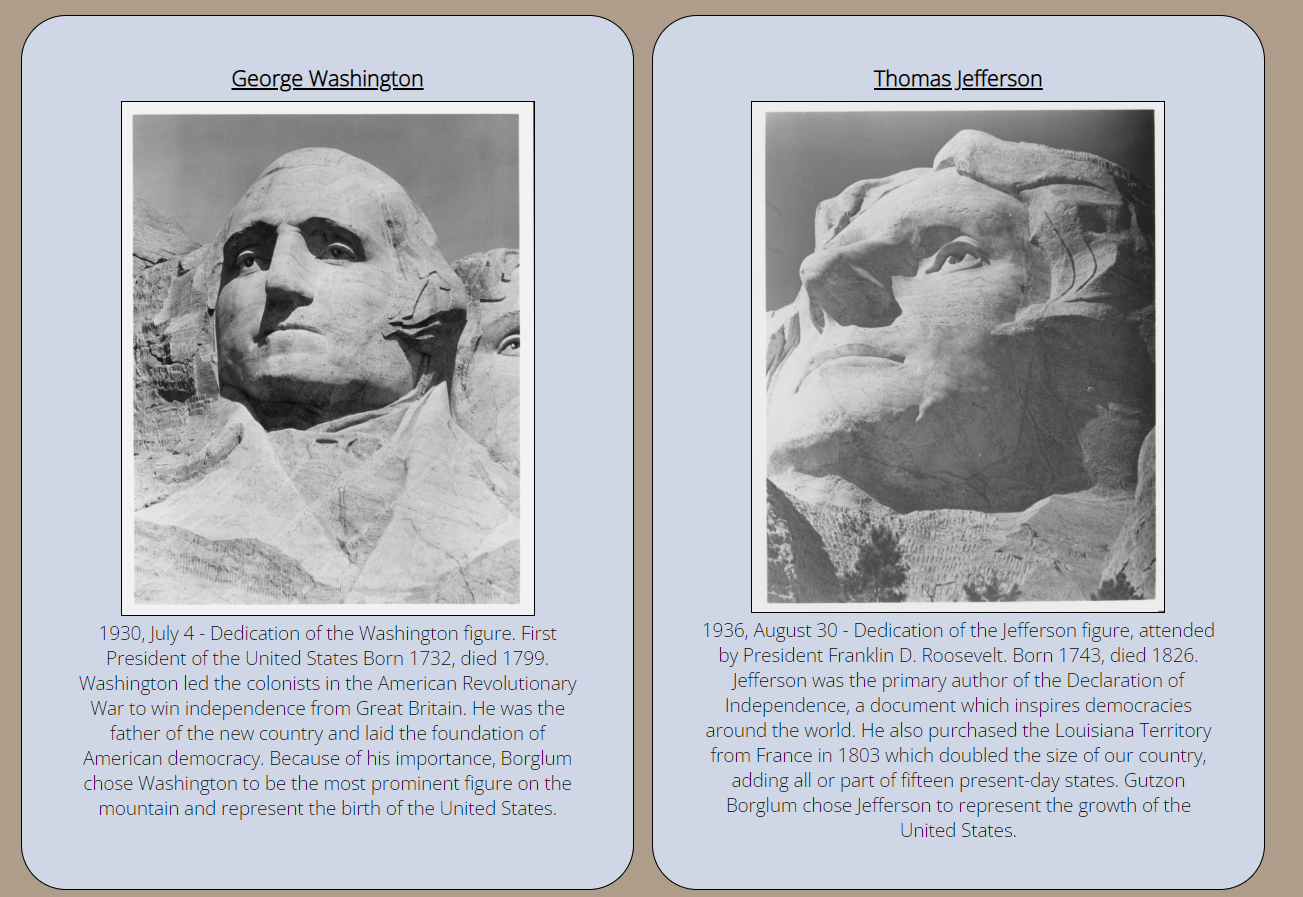 George Washington
1930, July 4 - Dedication of the Washington figure. First
President of the United States Born 1732, died 1799.
Washington led the colonists in the American Revolutionary
War to win independence from Great Britain. He was the
father of the new country and laid the foundation of
American democracy. Because of his importance, Borglum
chose Washington to be the most prominent figure on the
mountain and represent the birth of the United States.
Thomas Jefferson
1936, August 30 - Dedication of the Jefferson figure, attended
by President Franklin D. Roosevelt. Born 1743, died 1826.
Jefferson was the primary author of the Declaration of
Independence, a document which inspires democracies
around the world. He also purchased the Louisiana Territory
from France in 1803 which doubled the size of our country,
adding all or part of fifteen present-day states. Gutzon
Borglum chose Jefferson to represent the growth of the
United States.